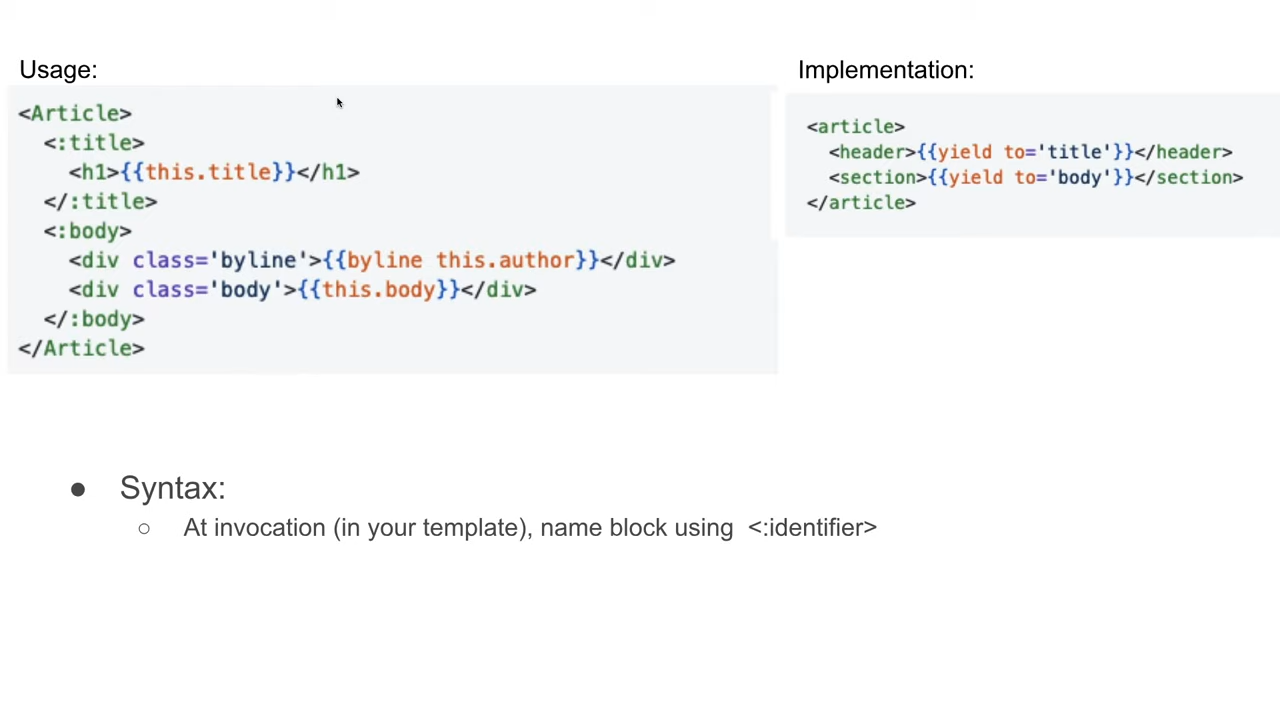 Usage:
<Article>
  <:title>
    <h1>{{this.title}}</h1>
  </:title>
  <:body>
    <div class='byline'>{{byline this.author}}</div>
    <div class='body'>{{this.body}}</div>
  </:body>
</Article>
Implementation:
<article>
  <header>{{yield to='title'}}</header>
  <section>{{yield to='body'}}</section>
</article>
● Syntax:
○ At invocation (in your template), name block using <:identifier>